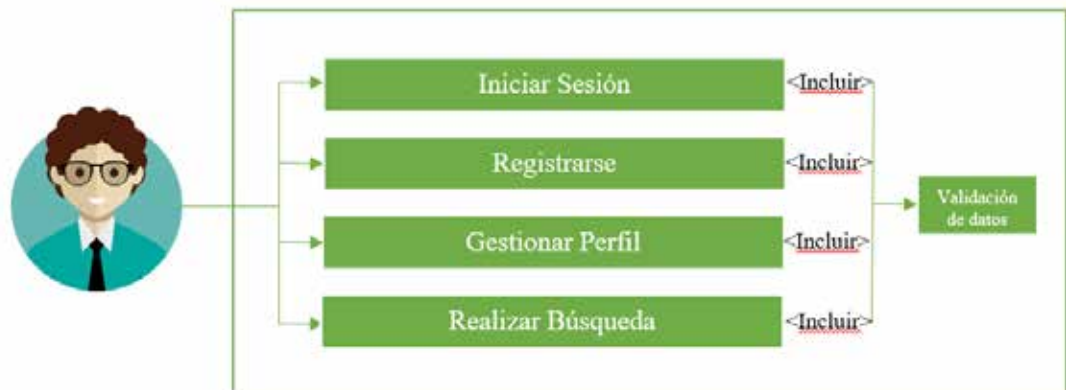 Iniciar Sesión
<Incluir>
Registrarse
<Incluir>
Gestionar Perfil
<Incluir>
Realizar Búsqueda
<Incluir>
Validación
de datos